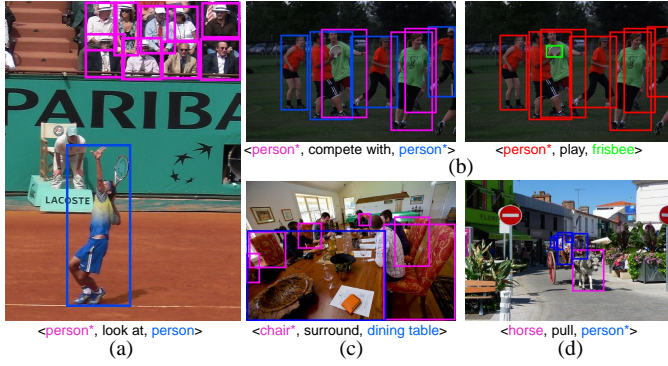 PARIBA
LACOSTE
<person*, look at, person>
(a)
<person*, compete with, person*>
<person*, play, frisbee>
(b)
<chair*, surround, dining table>
(c)
<horse, pull, person*>
(d)